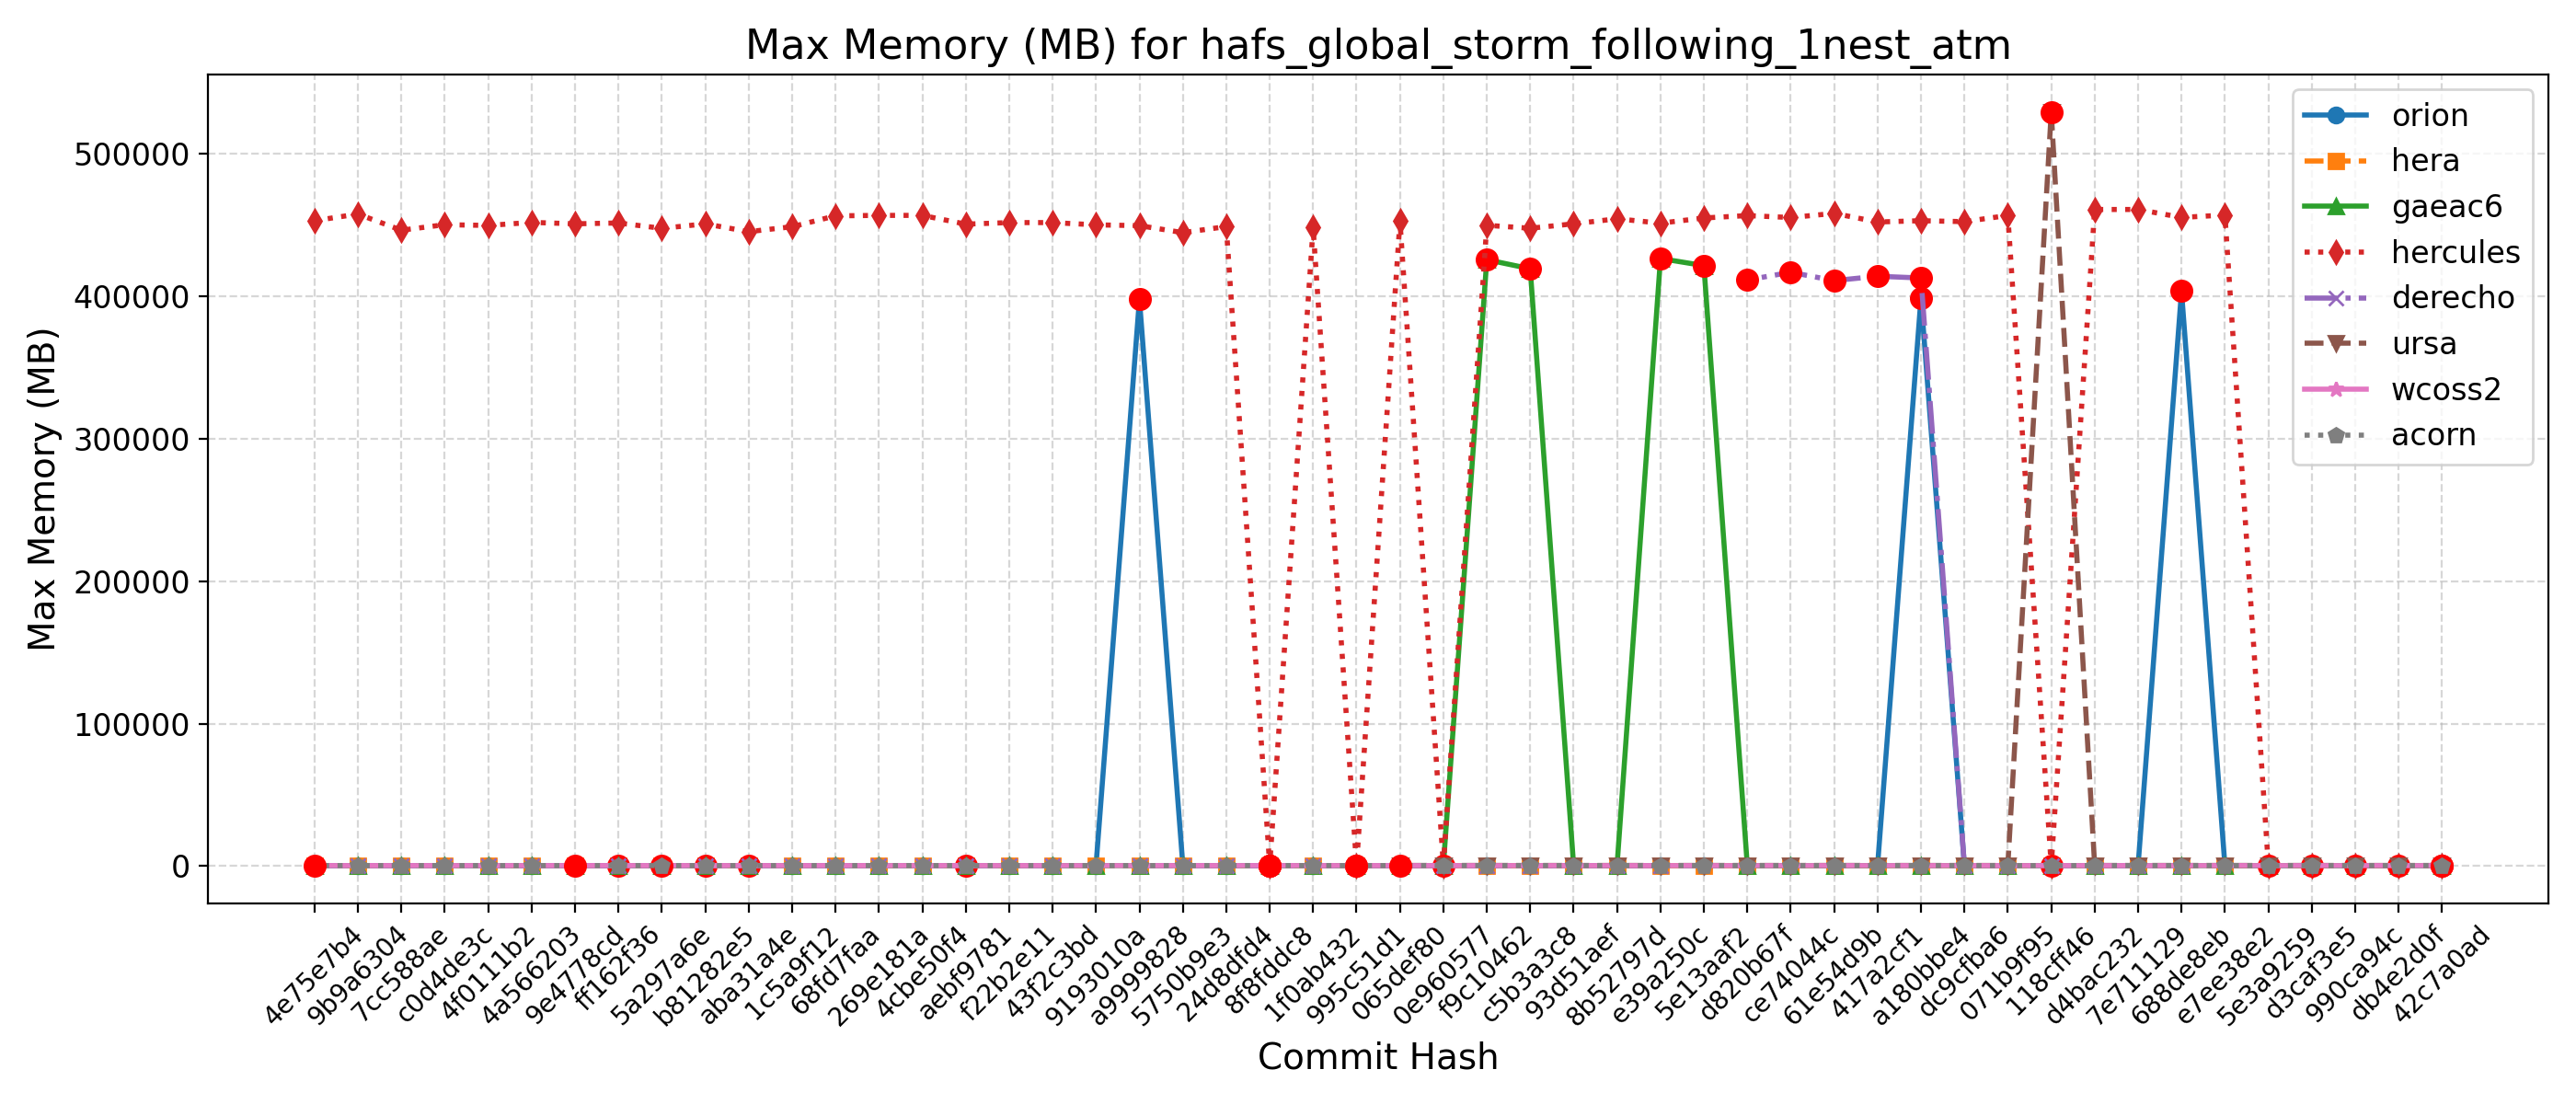 Max Memory (MB) for hafs_global_storm_following_1nest_atm
Max Memory (MB)
500000
400000
300000
200000
100000
0
orion
hera
gaeac6
hercules
derecho
ursa
wcoss2
acorn
4e75e7b4
9b9a6304
7cc588ae
c0d4de3c
4f0111b2
4a566203
9e4778cd
ff162f36
5a297a6e
b81282e5
aba31a4e
1c5a9f12
68fd7faa
269e181a
4cbe50f4
aebf9781
f22b2e11
43f2c3bd
9193010a
a9999828
5750b9e3
24d8dfd4
8f8fddc8
1f0ab432
995c51d1
065def80
0e960577
f9c10462
c5b3a3c8
93d51aef
8b52797d
e39a250c
5e13aaf2
d820b67f
ce74044c
61e54d9b
417a2cf1
a180bbe4
dc9cfba6
071b9f95
118cff46
d4bac232
7e711129
688de8eb
e7ee38e2
5e3a9259
d3caf3e5
990ca94c
db4e2d0f
42c7a0ad
Commit Hash